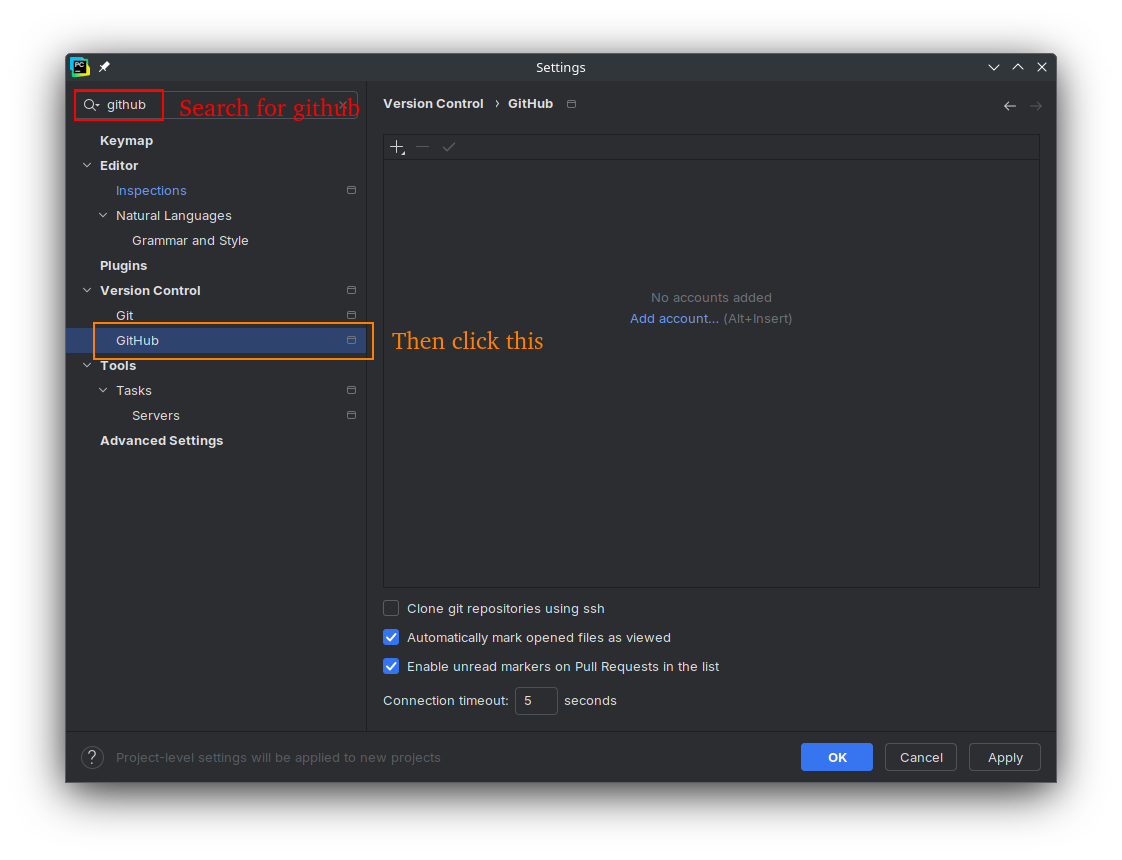 PC
Settings
github
Search for github
Keymap
Editor
Inspections
Natural Languages
Grammar and Style
Plugins
Version Control
Git
GitHub
Tools
Tasks
Servers
Advanced Settings
Version Control › GitHub
No accounts added
Add account... (Alt+Insert)
Then click this
Clone git repositories using ssh
Automatically mark opened files as viewed
Enable unread markers on Pull Requests in the list
Connection timeout: 5 seconds
? Project-level settings will be applied to new projects
OK Cancel Apply